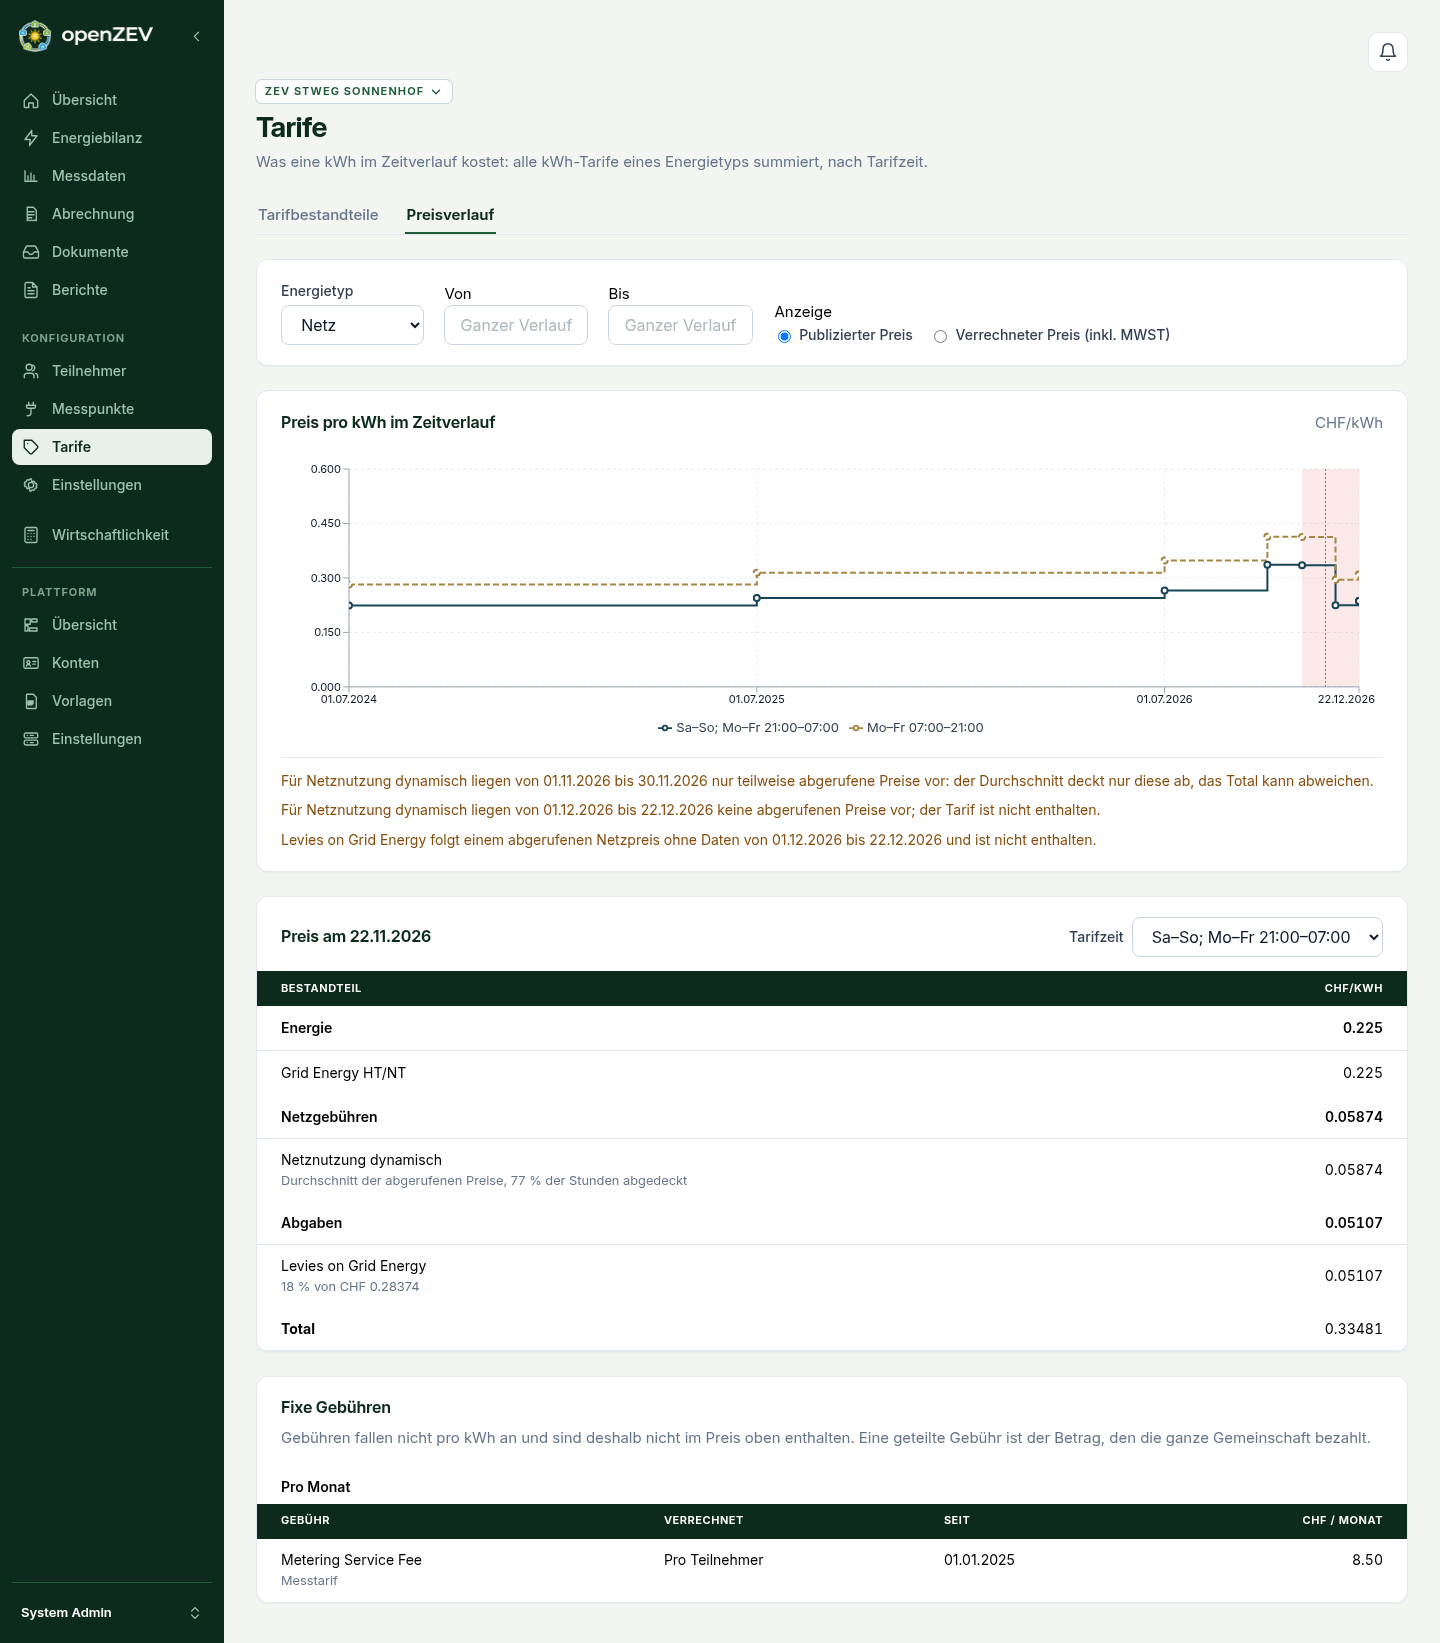 openZEV
Übersicht
Energiebilanz
Messdaten
Abrechnung
Dokumente
Berichte
KONFIGURATION
Teilnehmer
Messpunkte
Tarife
Einstellungen
Wirtschaftlichkeit
PLATTFORM
Übersicht
Konten
Vorlagen
Einstellungen
System Admin
ZEV STWEG SONNENHOF
Tarife
Was eine kWh im Zeitverlauf kostet: alle kWh-Tarife eines Energietyps summiert, nach Tarifzeit.
Tarifbestandteile Preisverlauf
Energietyp Von Bis Anzeige
Netz Ganzer Verlauf Ganzer Verlauf Publizierter Preis Verrechneter Preis (inkl. MWST)
Preis pro kWh im Zeitverlauf CHF/kWh
0.600
0.450
0.300
0.150
0.000
01.07.2024 01.07.2025 01.07.2026 22.12.2026
Sa–So; Mo–Fr 21:00–07:00 Mo–Fr 07:00–21:00
Für Netznutzung dynamisch liegen von 01.11.2026 bis 30.11.2026 nur teilweise abgerufene Preise vor: der Durchschnitt deckt nur diese ab, das Total kann abweichen.
Für Netznutzung dynamisch liegen von 01.12.2026 bis 22.12.2026 keine abgerufenen Preise vor; der Tarif ist nicht enthalten.
Levies on Grid Energy folgt einem abgerufenen Netzpreis ohne Daten von 01.12.2026 bis 22.12.2026 und ist nicht enthalten.
Preis am 22.11.2026 Tarifzeit Sa–So; Mo–Fr 21:00–07:00
BESTANDTEIL CHF/KWH
Energie 0.225
Grid Energy HT/NT 0.225
Netzgebühren 0.05874
Netznutzung dynamisch 0.05874
Durchschnitt der abgerufenen Preise, 77 % der Stunden abgedeckt
Abgaben 0.05107
Levies on Grid Energy 0.05107
18 % von CHF 0.28374
Total 0.33481
Fixe Gebühren
Gebühren fallen nicht pro kWh an und sind deshalb nicht im Preis oben enthalten. Eine geteilte Gebühr ist der Betrag, den die ganze Gemeinschaft bezahlt.
Pro Monat
GEBÜHR VERRECHNET SEIT CHF / MONAT
Metering Service Fee Pro Teilnehmer 01.01.2025 8.50
Messtarif